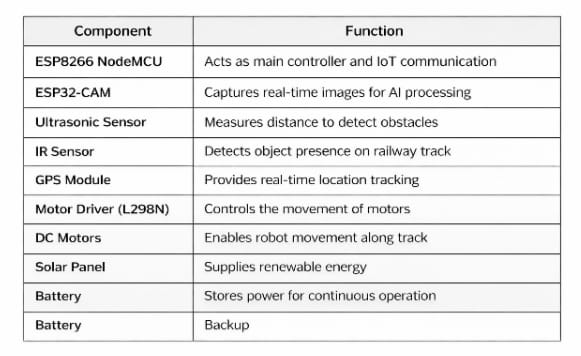 Component Function
ESP8266 NodeMCU Acts as main controller and IoT communication
ESP32-CAM Captures real-time images for AI processing
Ultrasonic Sensor Measures distance to detect obstacles
IR Sensor Detects object presence on railway track
GPS Module Provides real-time location tracking
Motor Driver (L298N) Controls the movement of motors
DC Motors Enables robot movement along track
Solar Panel Supplies renewable energy
Battery Stores power for continuous operation
Battery Backup